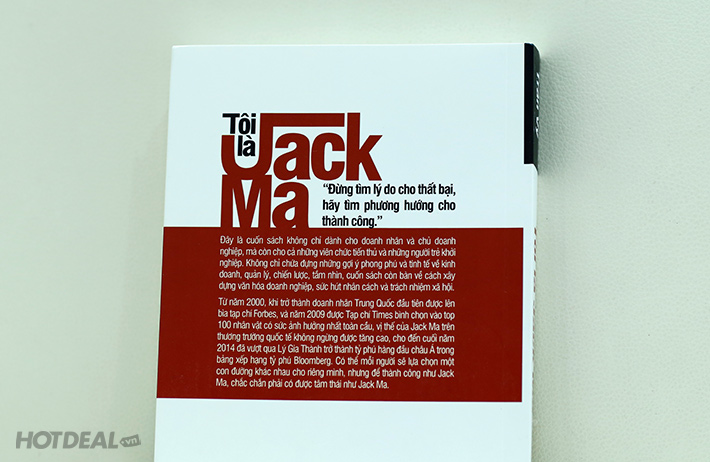 Tôi
là
Jack
Ma
“Đừng tìm lý do cho thất bại,
hãy tìm phương hướng cho
thành công.”
Đây là cuốn sách không chỉ dành cho doanh nhân và chủ doanh
nghiệp, mà còn cho cả những viên chức tiến thủ và những người trẻ khởi
nghiệp. Không chỉ chứa đựng những gợi ý phong phú và tinh tế về kinh
doanh, quản lý, chiến lược, tầm nhìn, cuốn sách còn bàn về cách xây
dựng văn hóa doanh nghiệp, sức hút nhân cách và trách nhiệm xã hội.
Từ năm 2000, khi trở thành doanh nhân Trung Quốc đầu tiên được lên
bìa tạp chí Forbes, và năm 2009 được Tạp chí Times bình chọn vào top
100 nhân vật có sức ảnh hưởng nhất toàn cầu, vị thế của Jack Ma trên
thương trường quốc tế không ngừng được tăng cao, cho đến cuối năm
2014 đã vượt qua Lý Gia Thành trở thành tỷ phú hàng đầu châu Á trong
bảng xếp hạng tỷ phú Bloomberg. Có thể mỗi người sẽ lựa chọn một
con đường khác nhau cho riêng mình, nhưng để thành công như Jack
Ma, chắc chắn phải có được tâm thái như Jack Ma.
HOTDEAL.vn